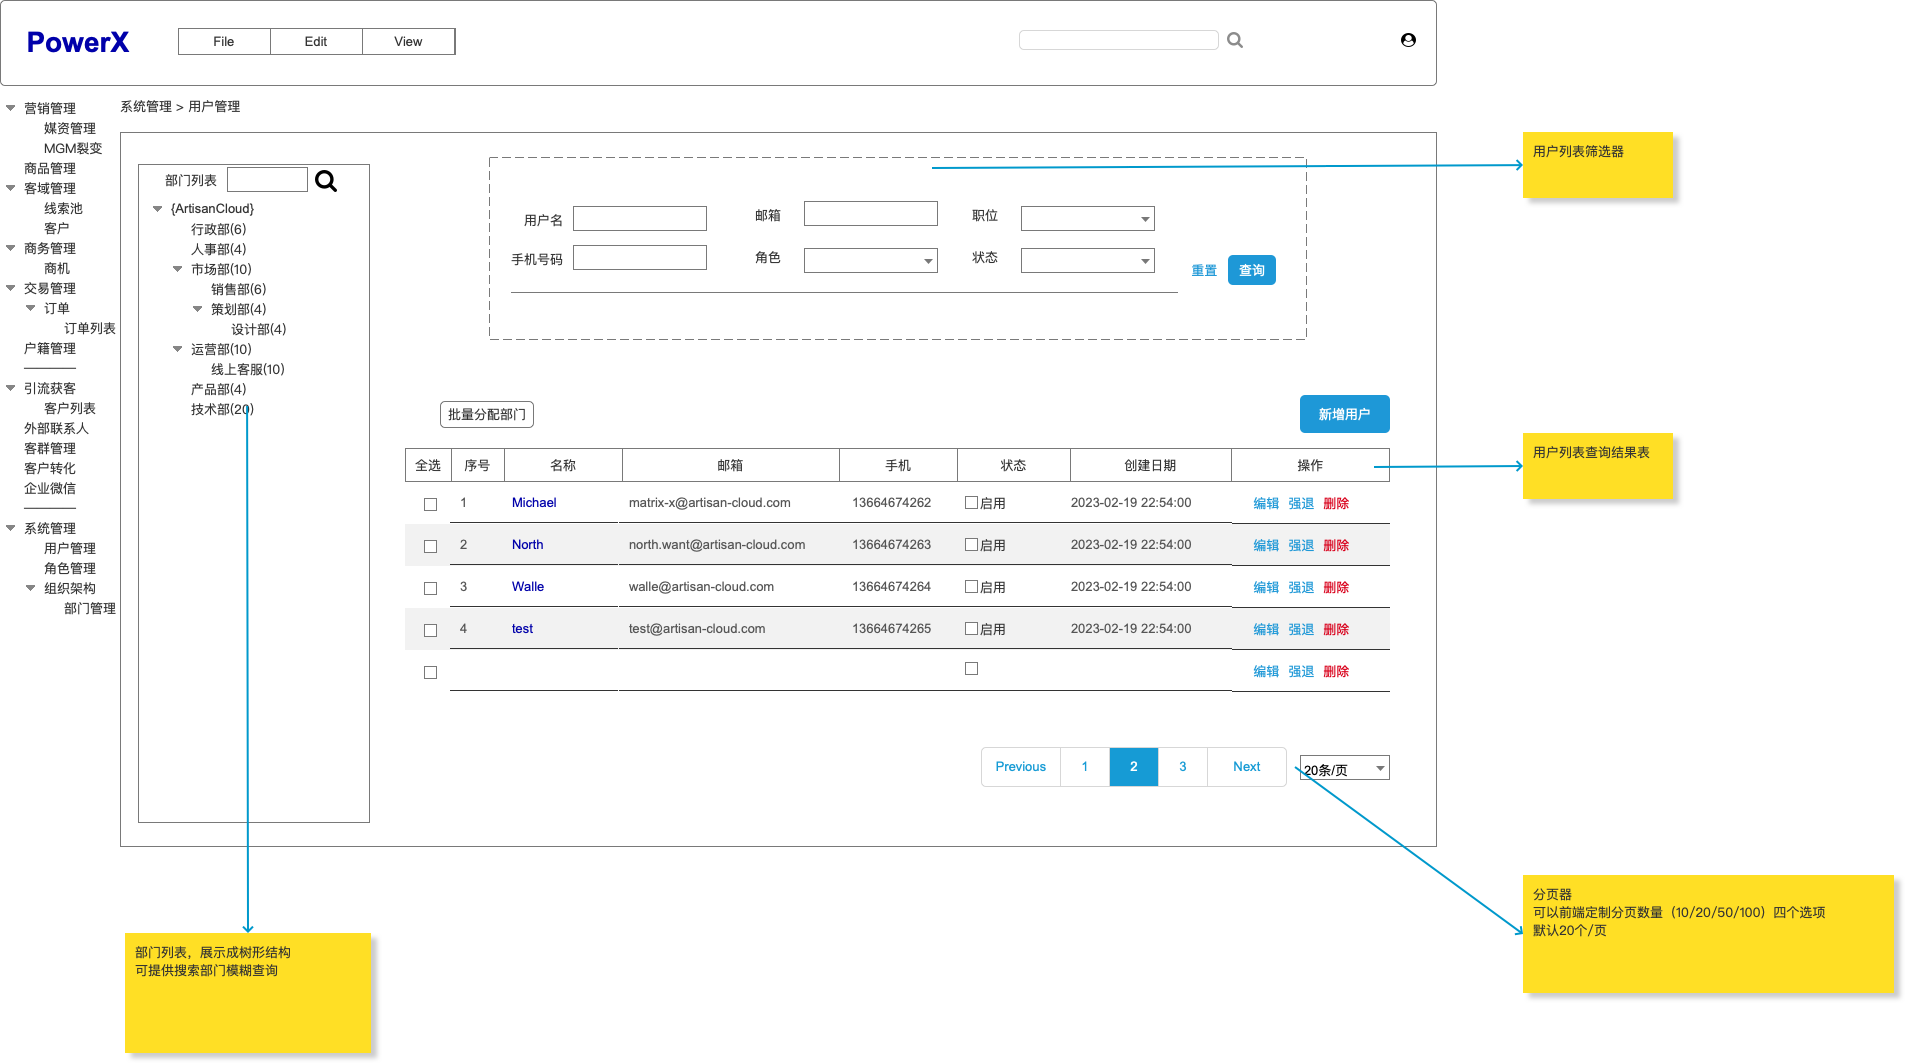 PowerX
File Edit View
营销管理
媒资管理
MGM裂变
商品管理
客域管理
线索池
客户
商务管理
商机
交易管理
订单
订单列表
户籍管理
引流获客
客户列表
外部联系人
客群管理
客户转化
企业微信
系统管理
用户管理
角色管理
组织架构
部门管理
系统管理 > 用户管理
部门列表
{ArtisanCloud}
行政部(6)
人事部(4)
市场部(10)
销售部(6)
策划部(4)
设计部(4)
运营部(10)
线上客服(10)
产品部(4)
技术部(20)
用户名 邮箱 职位
手机号码 角色 状态
重置 查询
批量分配部门 新增用户
全选 序号 名称 邮箱 手机 状态 创建日期 操作
1 Michael matrix-x@artisan-cloud.com 13664674262 启用 2023-02-19 22:54:00 编辑 强退 删除
2 North north.want@artisan-cloud.com 13664674263 启用 2023-02-19 22:54:00 编辑 强退 删除
3 Walle walle@artisan-cloud.com 13664674264 启用 2023-02-19 22:54:00 编辑 强退 删除
4 test test@artisan-cloud.com 13664674265 启用 2023-02-19 22:54:00 编辑 强退 删除
编辑 强退 删除
Previous 1 2 3 Next 20条/页
用户列表筛选器
用户列表查询结果表
分页器
可以前端定制分页数量（10/20/50/100）四个选项
默认20个/页
部门列表，展示成树形结构
可提供搜索部门模糊查询